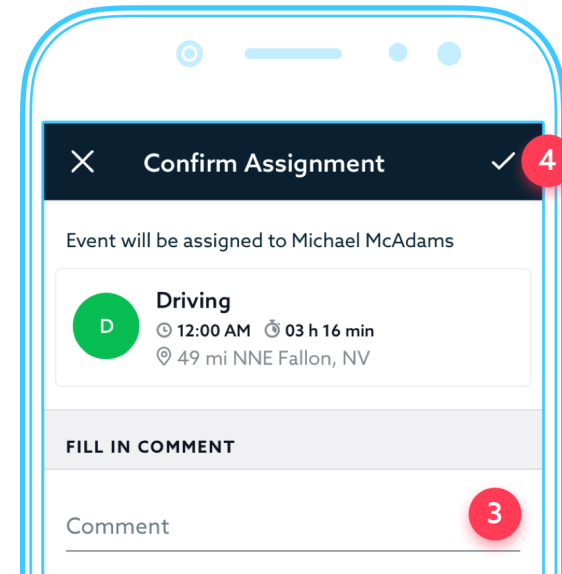 Confirm Assignment
4
Event will be assigned to Michael McAdams
Driving
D
12:00 AM 03 h 16 min
49 mi NNE Fallon, NV
FILL IN COMMENT
3
Comment